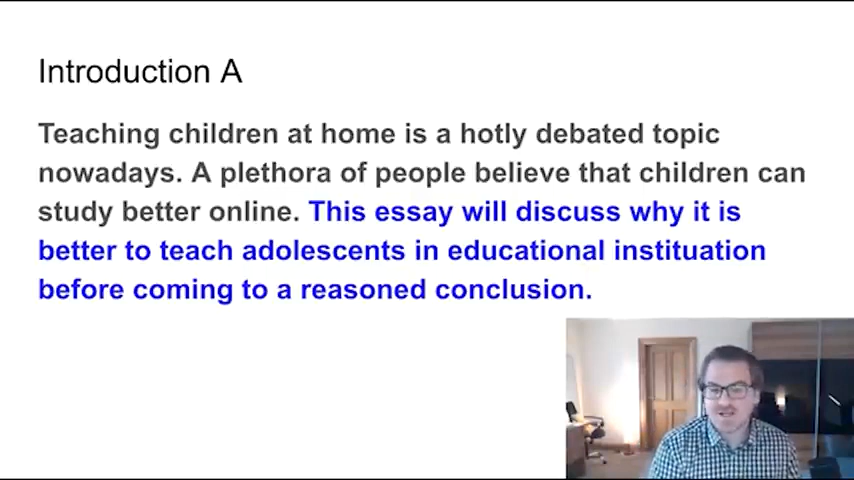 Introduction A
Teaching children at home is a hotly debated topic
nowadays. A plethora of people believe that children can
study better online. This essay will discuss why it is
better to teach adolescents in educational instituation
before coming to a reasoned conclusion.